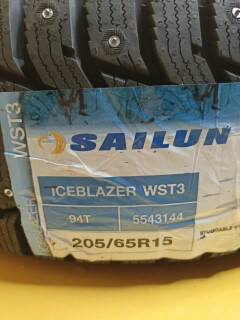 WST3
SAILUN
ICEBLAZER WST3
94T 5543144
205/65R15